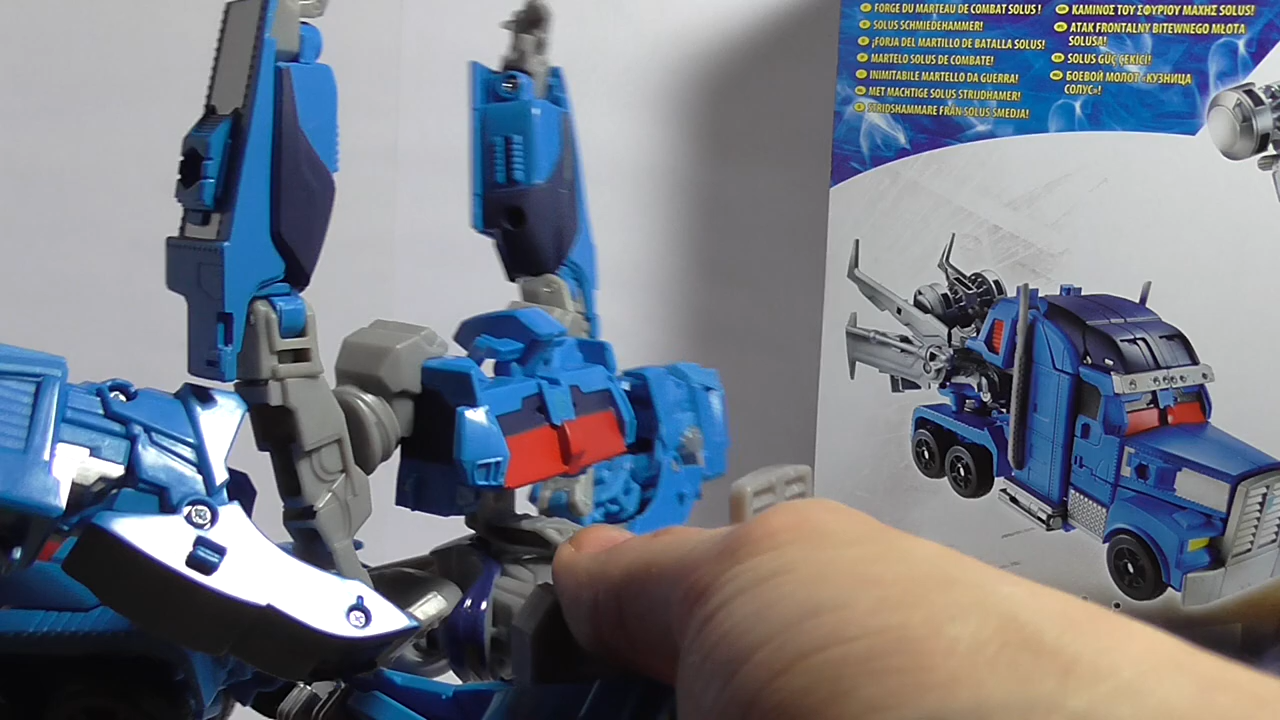 FORGE DU MARTEAU DE COMBAT SOLUS !
SOLUS SCHMIEDEHAMMER!
¡FORJA DEL MARTILLO DE BATALLA SOLUS!
MARTELO SOLUS DE COMBATE!
INIMITABILE MARTELLO DA GUERRA!
MET MACHTIGE SOLUS STRIJDHAMER!
STRIDSHAMMARE FRÅN SOLUS SMEDJA!
ΚΑΜΙΝΟΣ ΤΟΥ ΣΦΥΡΙΟΥ ΜΑΧΗΣ SOLUS!
ATAK FRONTALNY BITEWNEGO MŁOTA
SOLUSA!
SOLUS GÜÇ ÇEKİCİ!
БОЕВОЙ МОЛОТ «КУЗНИЦА
СОЛУС»!